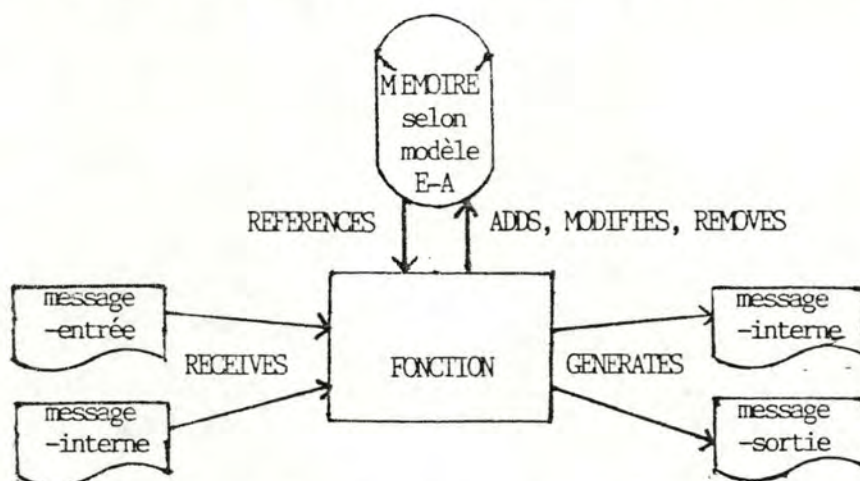 MEMOIRE
selon
modèle
E-A
REFERENCES
ADDS, MODIFIES, REMOVES
message
-entrée
message
-interne
RECEIVES
FONCTION
GENERATES
message
-interne
message
-sortie